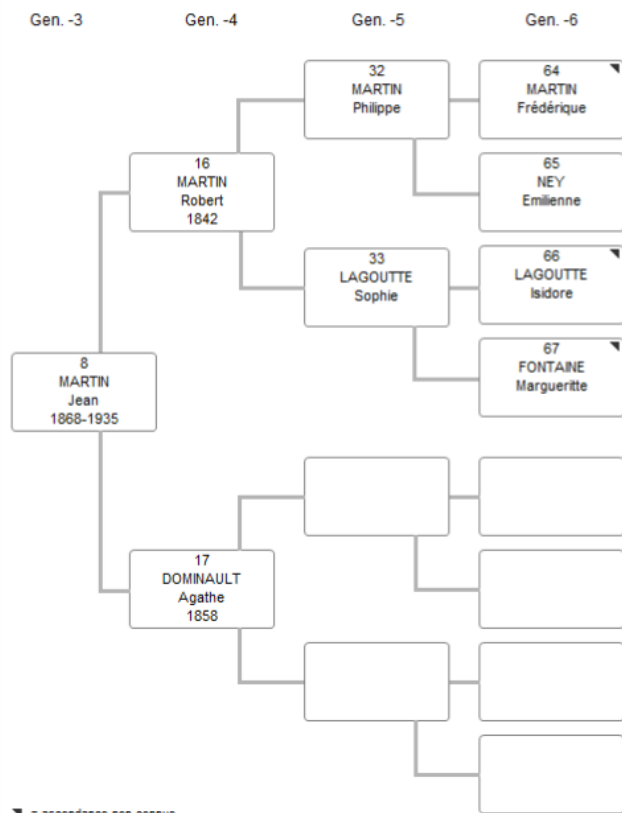 Gen. -3
Gen. -4
Gen. -5
Gen. -6
8
MARTIN
Jean
1868-1935
16
MARTIN
Robert
1842
17
DOMINAULT
Agathe
1858
32
MARTIN
Philippe
33
LAGOUTTE
Sophie
64
MARTIN
Frédérique
65
NEY
Emilienne
66
LAGOUTTE
Isidore
67
FONTAINE
Margueritte